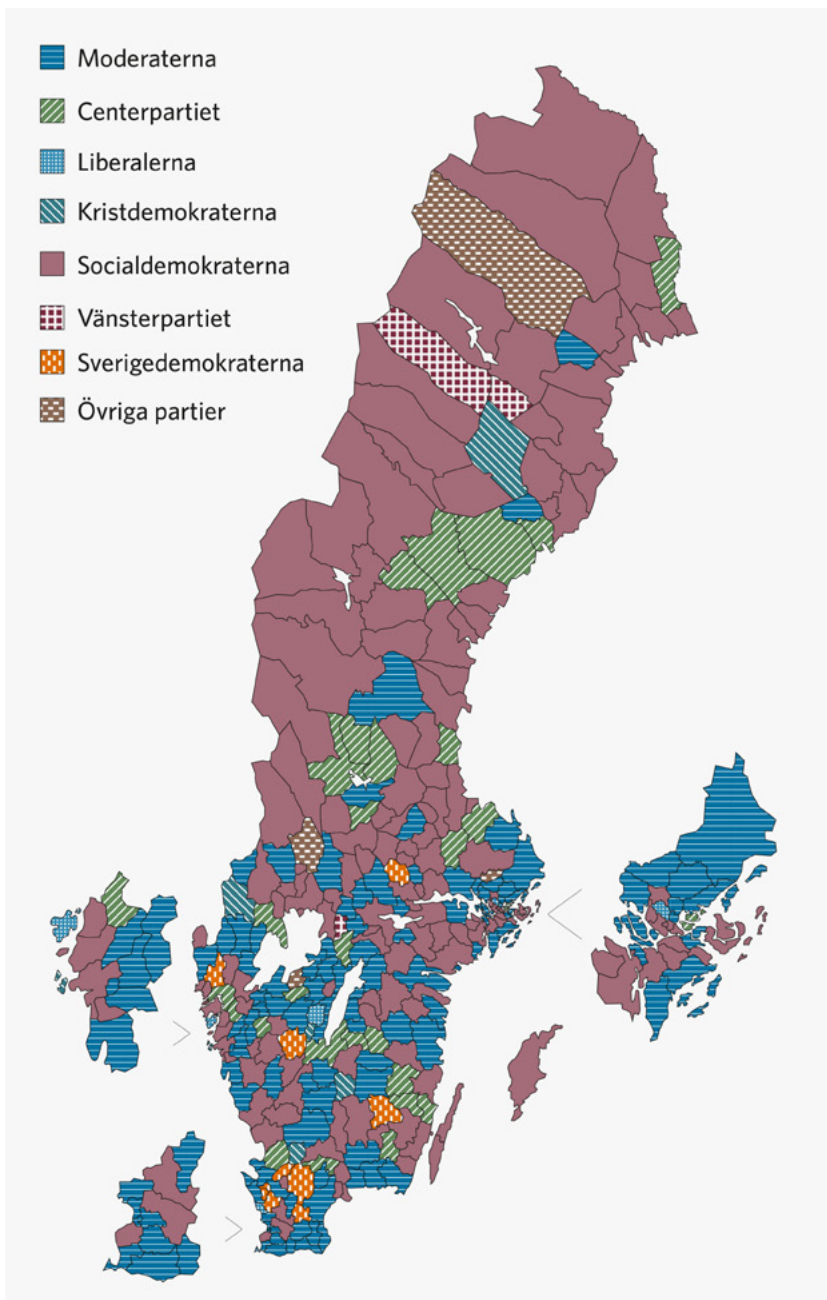 Moderaterna
Centerpartiet
Liberalerna
Kristdemokraterna
Socialdemokraterna
Vänsterpartiet
Sverigedemokraterna
Övriga partier